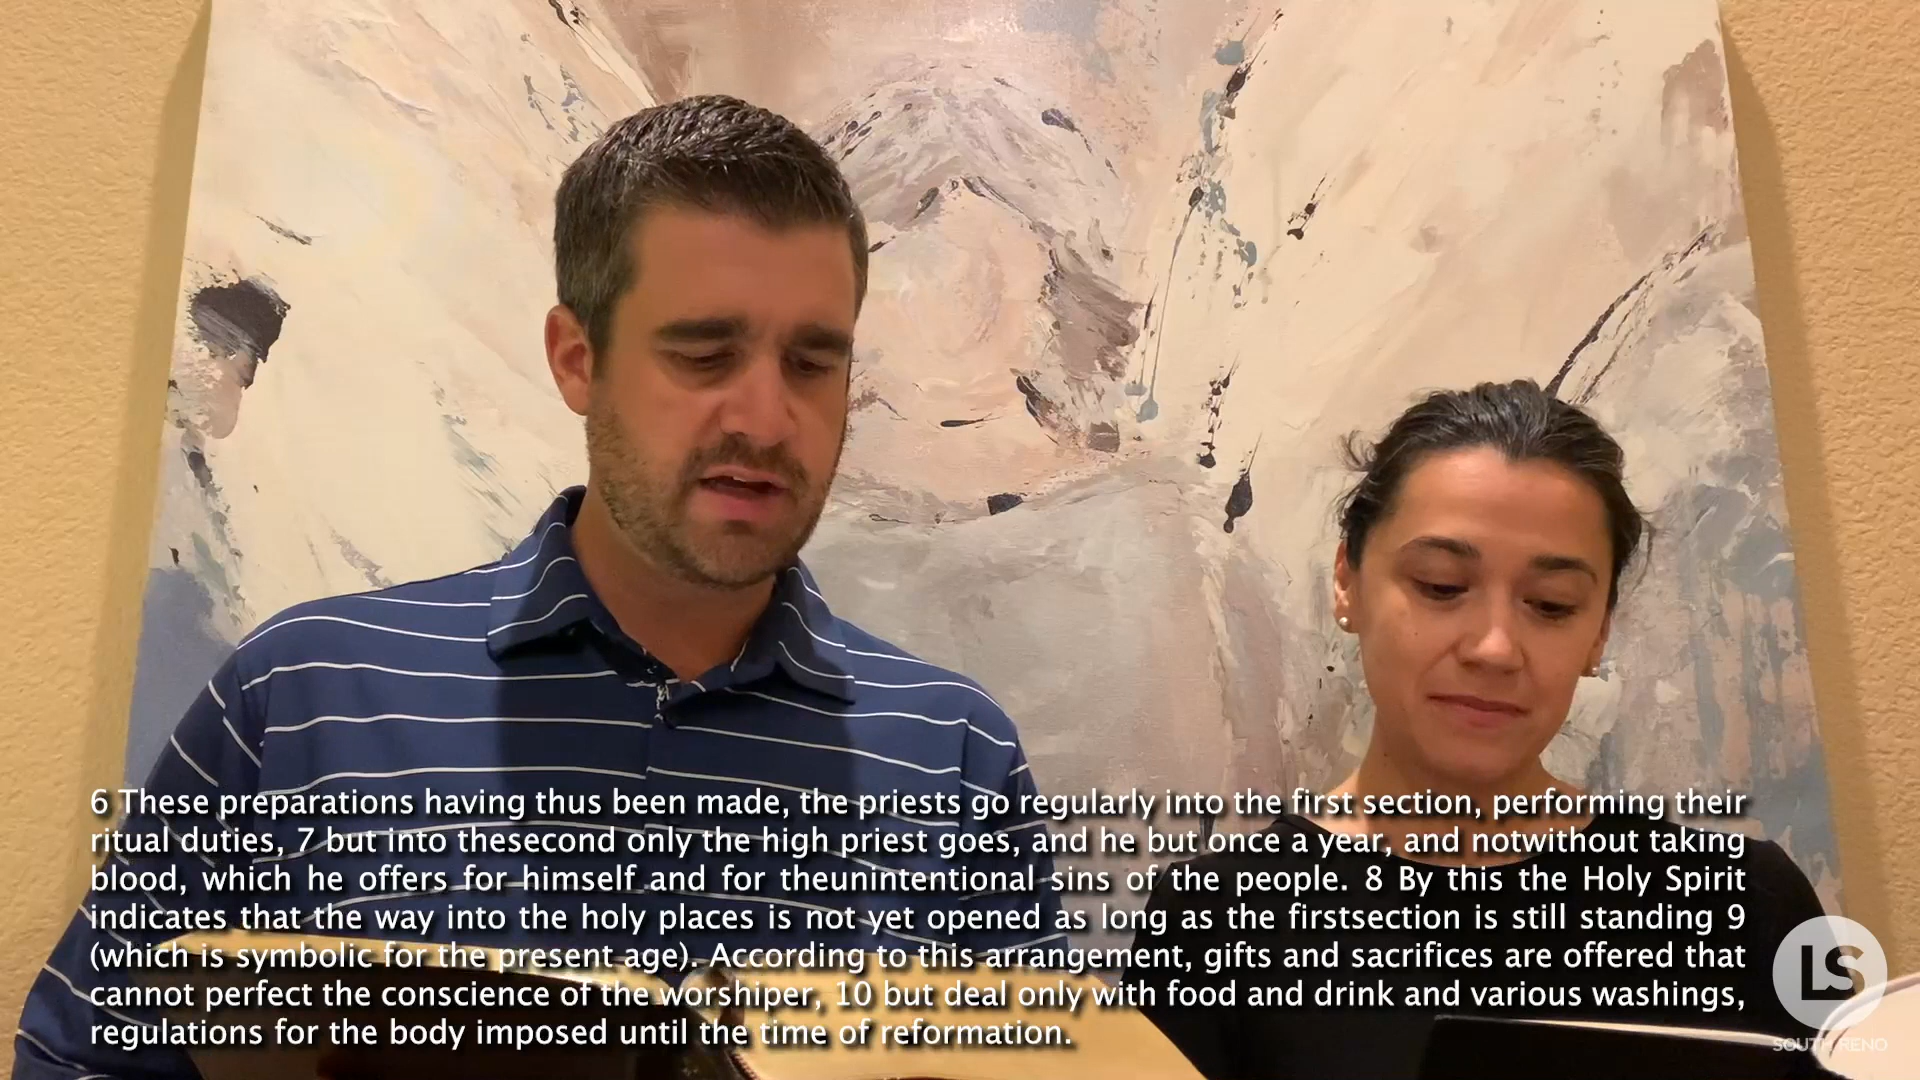 6 These preparations having thus been made, the priests go regularly into the first section, performing their
ritual duties, 7 but into thesecond only the high priest goes, and he but once a year, and notwithout taking
blood, which he offers for himself and for theunintentional sins of the people. 8 By this the Holy Spirit
indicates that the way into the holy places is not yet opened as long as the firstsection is still standing 9
(which is symbolic for the present age). According to this arrangement, gifts and sacrifices are offered that
cannot perfect the conscience of the worshiper, 10 but deal only with food and drink and various washings,
regulations for the body imposed until the time of reformation.
LS
SOUTH RENO